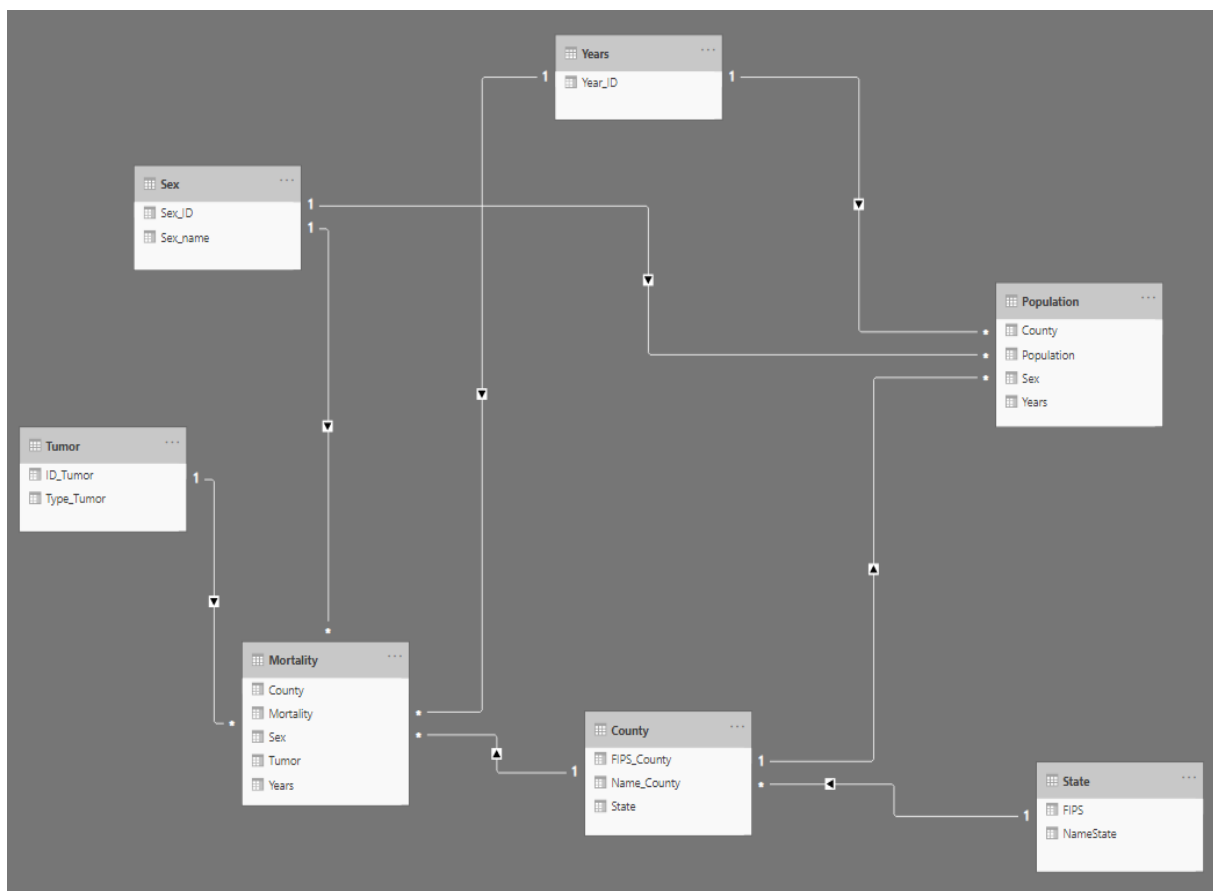 Years
Year_ID
1
1
Sex
Sex_ID
Sex_name
1
1
Population
County
Population
Sex
Years
*
*
*
Tumor
ID_Tumor
Type_Tumor
1
*
Mortality
County
Mortality
Sex
Tumor
Years
*
*
*
County
FIPS_County
Name_County
State
1
1
*
State
FIPS
NameState
1